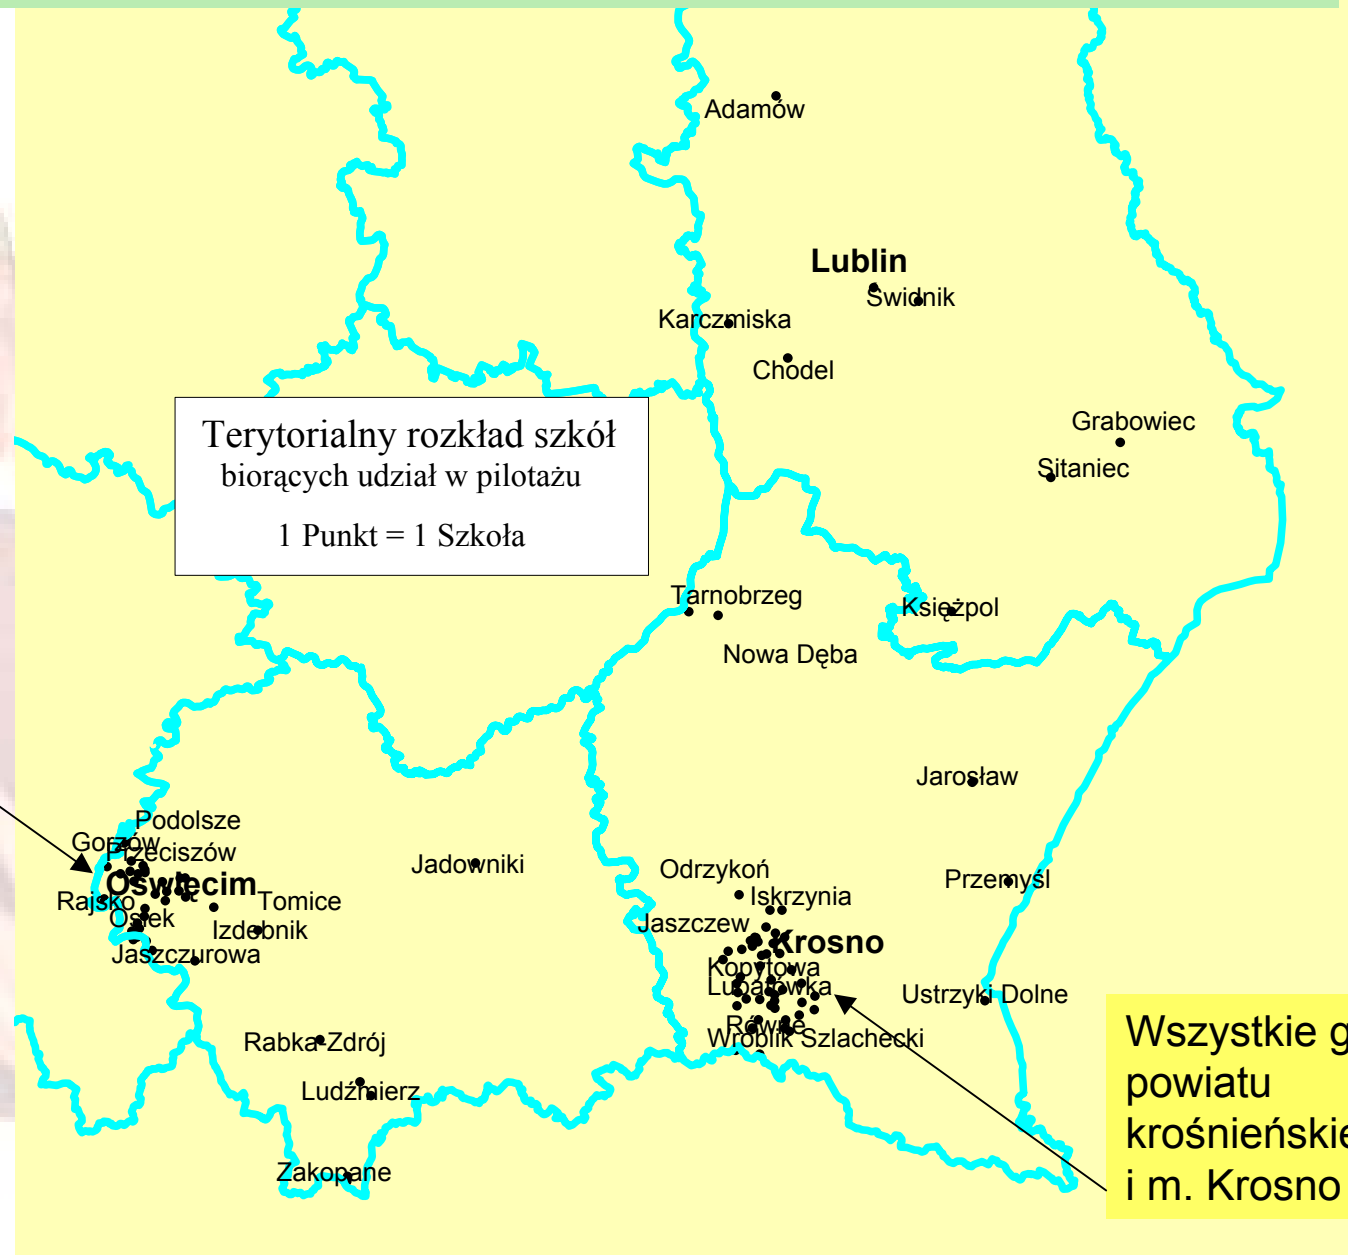 Adamów
Lublin
Świdnik
Karczmiska
Chodel
Terytorialny rozkład szkół
biorących udział w pilotażu
1 Punkt = 1 Szkoła
Grabowiec
Sitaniec
Tarnobrzeg
Księżpol
Nowa Dęba
Jarosław
Podolsze
Gorzów
Przeciszów
Oświęcim
Rajsko
Tomice
Osiek
Izdebnik
Jaszczurowa
Jadowniki
Odrzykoń
Iskrzynia
Jaszczew
Krosno
Kopytowa
Lubatówka
Równe
Wróblik Szlachecki
Przemyśl
Ustrzyki Dolne
Rabka-Zdrój
Ludźmierz
Zakopane
Wszystkie g
powiatu
krośnieńskie
i m. Krosno